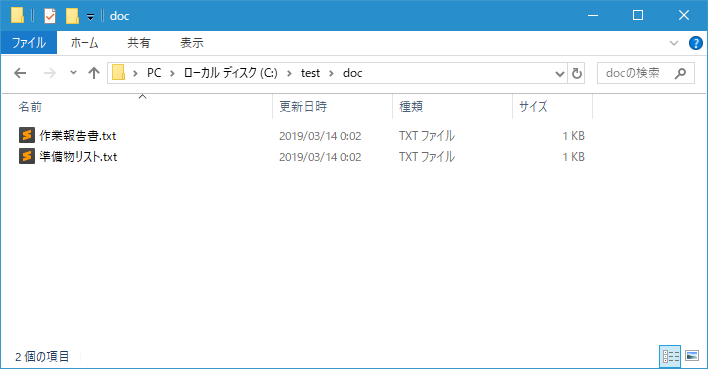 doc
ファイル ホーム 共有 表示
PC ローカル ディスク (C:) test doc docの検索
名前 更新日時 種類 サイズ
作業報告書.txt 2019/03/14 0:02 TXT ファイル 1 KB
準備物リスト.txt 2019/03/14 0:02 TXT ファイル 1 KB
2 個の項目